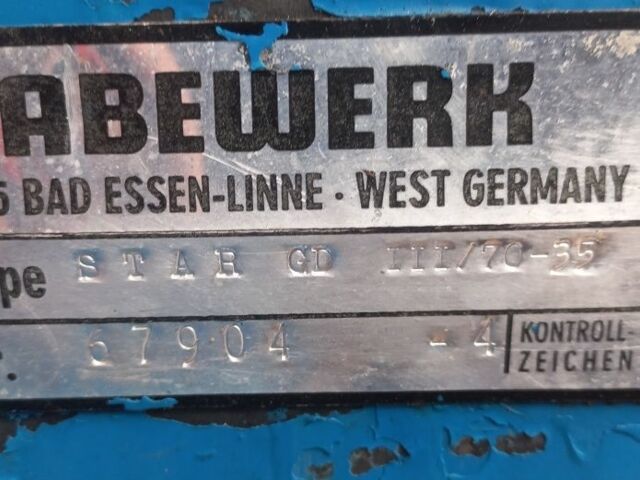 ABEWERK
5 BAD ESSEN-LINNE · WEST GERMANY
pe STAR GD III/70-35
. 67904 - 4 KONTROLL-
ZEICHEN